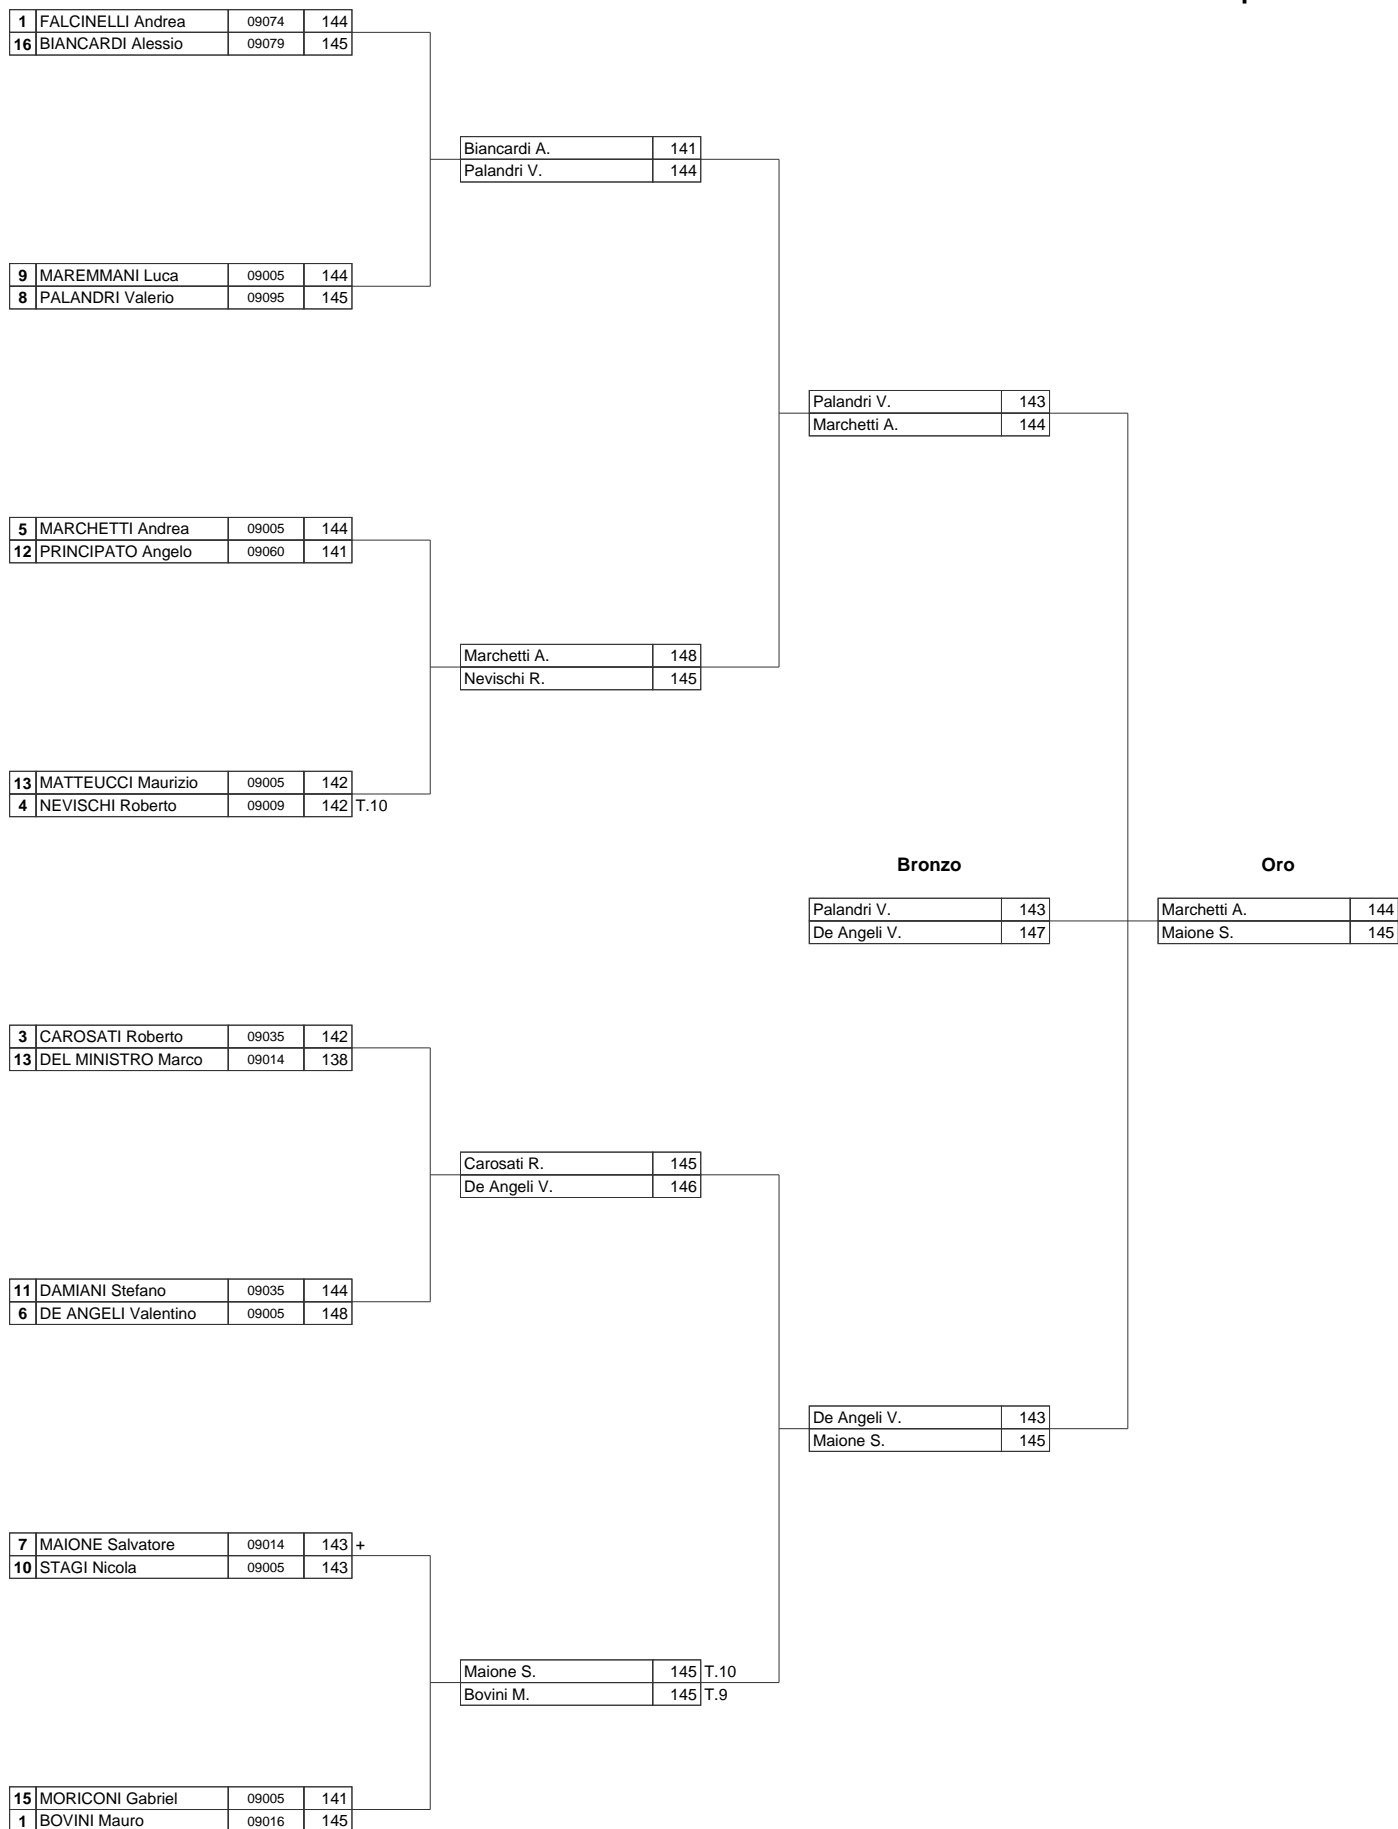 1 FALCINELLI Andrea 09074 144
16 BIANCARDI Alessio 09079 145
Biancardi A. 141
Palandri V. 144
9 MAREMMANI Luca 09005 144
8 PALANDRI Valerio 09095 145
Palandri V. 143
Marchetti A. 144
5 MARCHETTI Andrea 09005 144
12 PRINCIPATO Angelo 09060 141
Marchetti A. 148
Nevischi R. 145
13 MATTEUCCI Maurizio 09005 142
4 NEVISCHI Roberto 09009 142 T.10
Bronzo Oro
Palandri V. 143 Marchetti A. 144
De Angeli V. 147 Maione S. 145
3 CAROSATI Roberto 09035 142
13 DEL MINISTRO Marco 09014 138
Carosati R. 145
De Angeli V. 146
11 DAMIANI Stefano 09035 144
6 DE ANGELI Valentino 09005 148
De Angeli V. 143
Maione S. 145
7 MAIONE Salvatore 09014 143 +
10 STAGI Nicola 09005 143
Maione S. 145 T.10
Bovini M. 145 T.9
15 MORICONI Gabriel 09005 141
1 BOVINI Mauro 09016 145